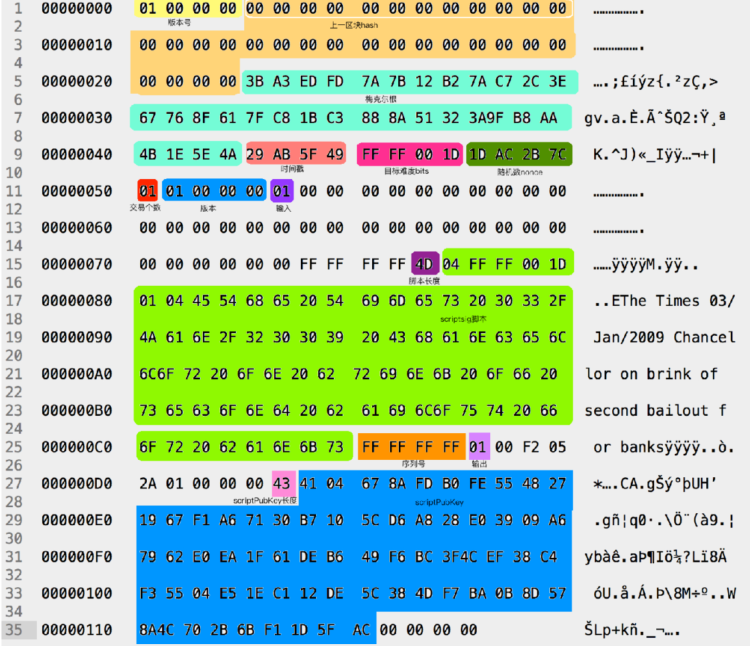 1 00000000 01 00 00 00 00 00 00 00 00 00 00 00 00 00 00 00 ................
2 版本号 上一区块hash
3 00000010 00 00 00 00 00 00 00 00 00 00 00 00 00 00 00 00 ................
4
5 00000020 00 00 00 00 3B A3 ED FD 7A 7B 12 B2 7A C7 2C 3E ....;£íýz{.²zÇ,>
6 梅克尔根
7 00000030 67 76 8F 61 7F C8 1B C3 88 8A 51 32 3A9F B8 AA gv.a.È.ÈŠQ2:Ÿ¸ª
8
9 00000040 4B 1E 5E 4A 29 AB 5F 49 FF FF 00 1D 1D AC 2B 7C K.^J)«_Iÿÿ...¬+|
10 时间戳 目标难度bits 随机数nonce
11 00000050 01 01 00 00 00 01 00 00 00 00 00 00 00 00 00 00 ................
12 交易个数 版本 输入
13 00000060 00 00 00 00 00 00 00 00 00 00 00 00 00 00 00 00 ................
14
15 00000070 00 00 00 00 00 00 FF FF FF FF 4D 04 FF FF 00 1D ......ÿÿÿÿM.ÿÿ..
16 脚本长度
17 00000080 01 04 45 54 68 65 20 54 69 6D 65 73 20 30 33 2F ..EThe Times 03/
18 scriptsig脚本
19 00000090 4A 61 6E 2F 32 30 30 39 20 43 68 61 6E 63 65 6C Jan/2009 Chancel
20
21 000000A0 6C6F 72 20 6F 6E 20 62 72 69 6E 6B 20 6F 66 20 lor on brink of
22
23 000000B0 73 65 63 6F 6E 64 20 62 61 69 6C6F 75 74 20 66 second bailout f
24
25 000000C0 6F 72 20 62 61 6E 6B 73 FF FF FF FF 01 00 F2 05 or banksÿÿÿÿ..ò.
26 序列号 输出
27 000000D0 2A 01 00 00 00 43 41 04 67 8A FD B0 FE 55 48 27 *....CA.gŠý°þUH’
28 scriptPubKey长度 scriptPubKey
29 000000E0 19 67 F1 A6 71 30 B7 10 5C D6 A8 28 E0 39 09 A6 .gñ¦q0·.\Ö¨(à9.¦
30
31 000000F0 79 62 E0 EA 1F 61 DE B6 49 F6 BC 3F4C EF 38 C4 ybàê.aÞ¶Iö¼?Lï8Ä
32
33 00000100 F3 55 04 E5 1E C1 12 DE 5C 38 4D F7 BA 0B 8D 57 óU.å.Á.Þ\8M÷º..W
34
35 00000110 8A4C 70 2B 6B F1 1D 5F AC 00 00 00 00 ŠLp+kñ._¬....